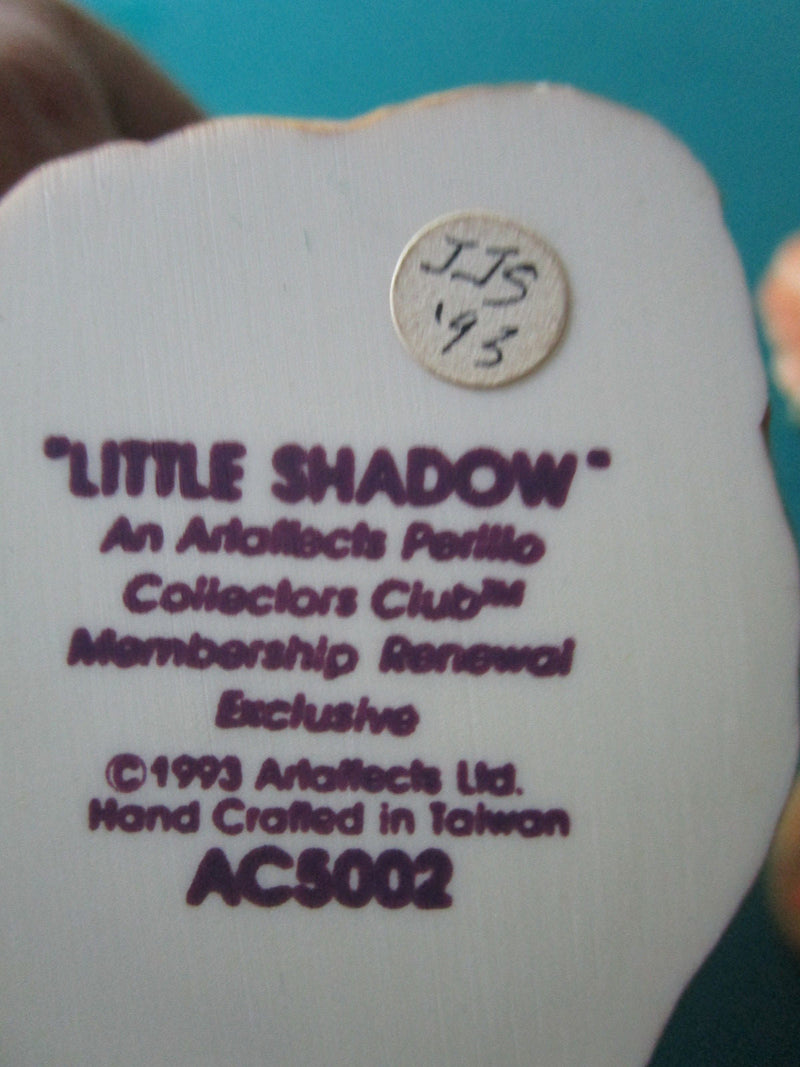 JJS
'93
"LITTLE SHADOW"
An Artaffects Perillo
Collectors Club™
Membership Renewal
Exclusive
©1993 Artaffects Ltd.
Hand Crafted in Taiwan
AC5002